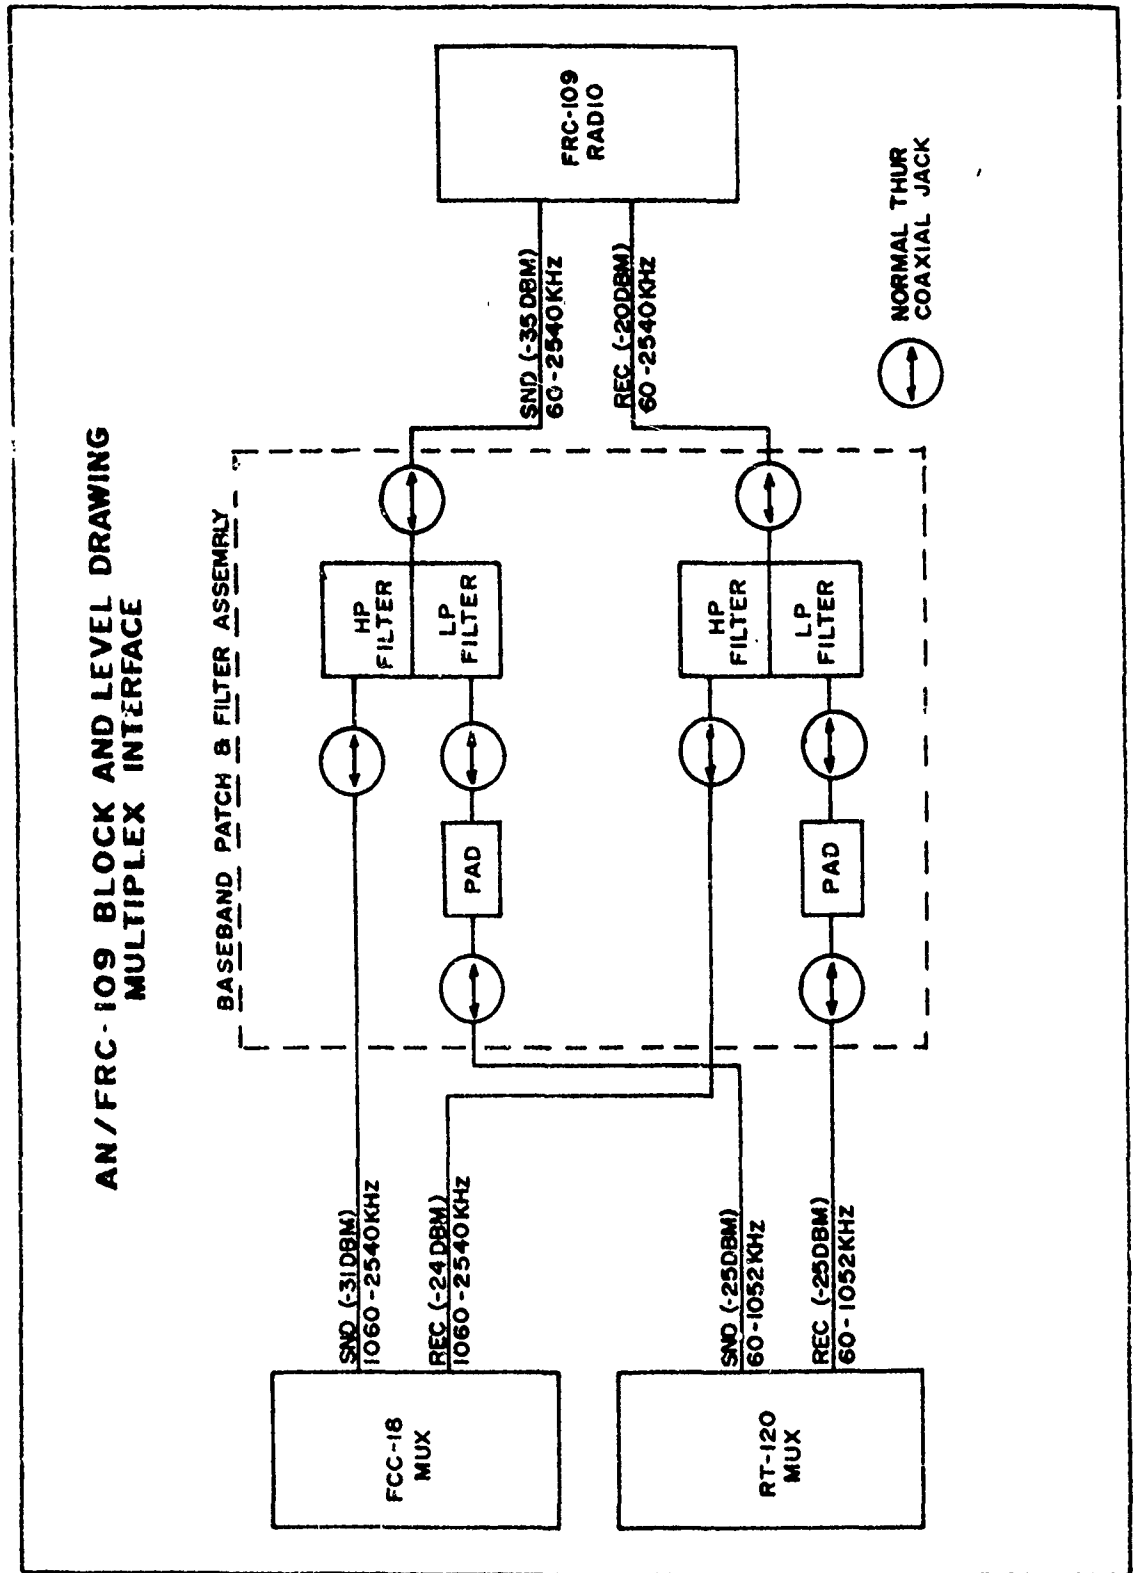 AN/FRC-109 BLOCK AND LEVEL DRAWING
MULTIPLEX INTERFACE
BASEBAND PATCH & FILTER ASSEMBLY
FCC-18
MUX
SND (-31DBM)
1060-2540KHZ
REC (-24DBM)
1060-2540KHZ
RT-120
MUX
SND (-25DBM)
60-1052KHZ
REC (-25DBM)
60-1052KHZ
PAD
PAD
HP
FILTER
LP
FILTER
HP
FILTER
LP
FILTER
SND (-35DBM)
60-2540KHZ
REC (-20DBM)
60-2540KHZ
FRC-109
RADIO
NORMAL THUR
COAXIAL JACK